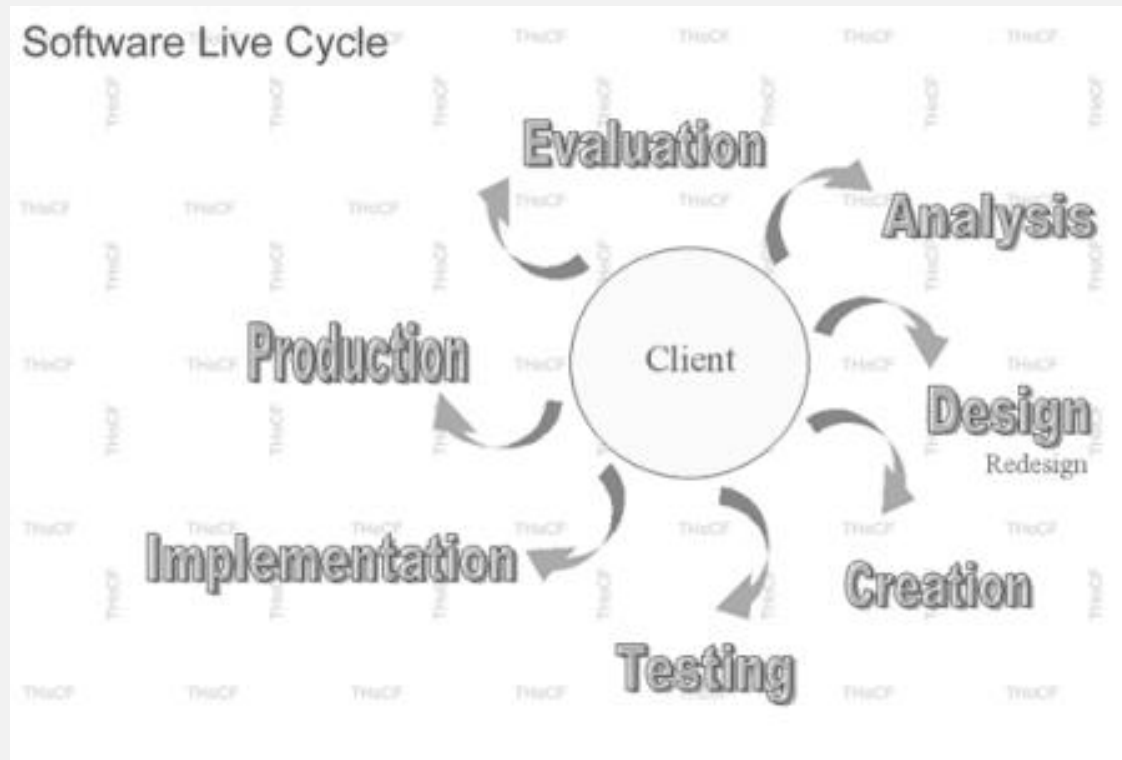 Software Live Cycle
Evaluation
Analysis
Production
Client
Design
Redesign
Implementation
Creation
Testing